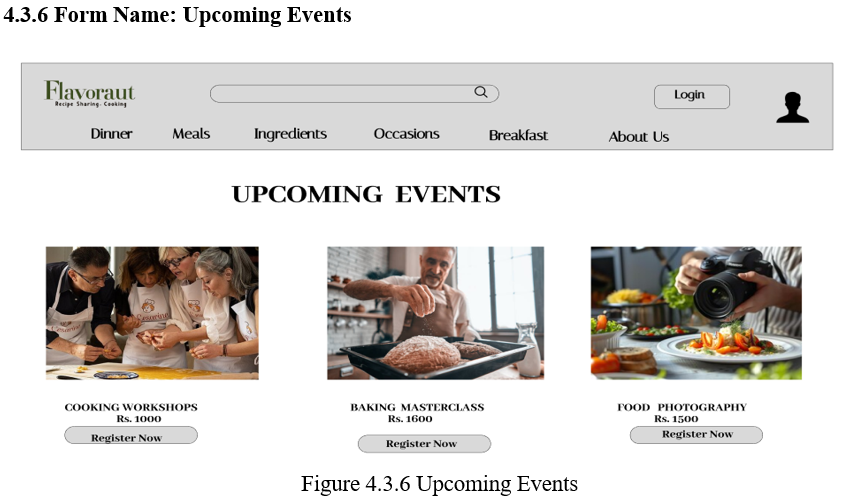 4.3.6 Form Name: Upcoming Events
Flavoraut
Recipe Sharing. Cooking
Login
Dinner Meals Ingredients Occasions Breakfast About Us
UPCOMING EVENTS
COOKING WORKSHOPS
Rs. 1000
Register Now
BAKING MASTERCLASS
Rs. 1600
Register Now
FOOD PHOTOGRAPHY
Rs. 1500
Register Now
Figure 4.3.6 Upcoming Events